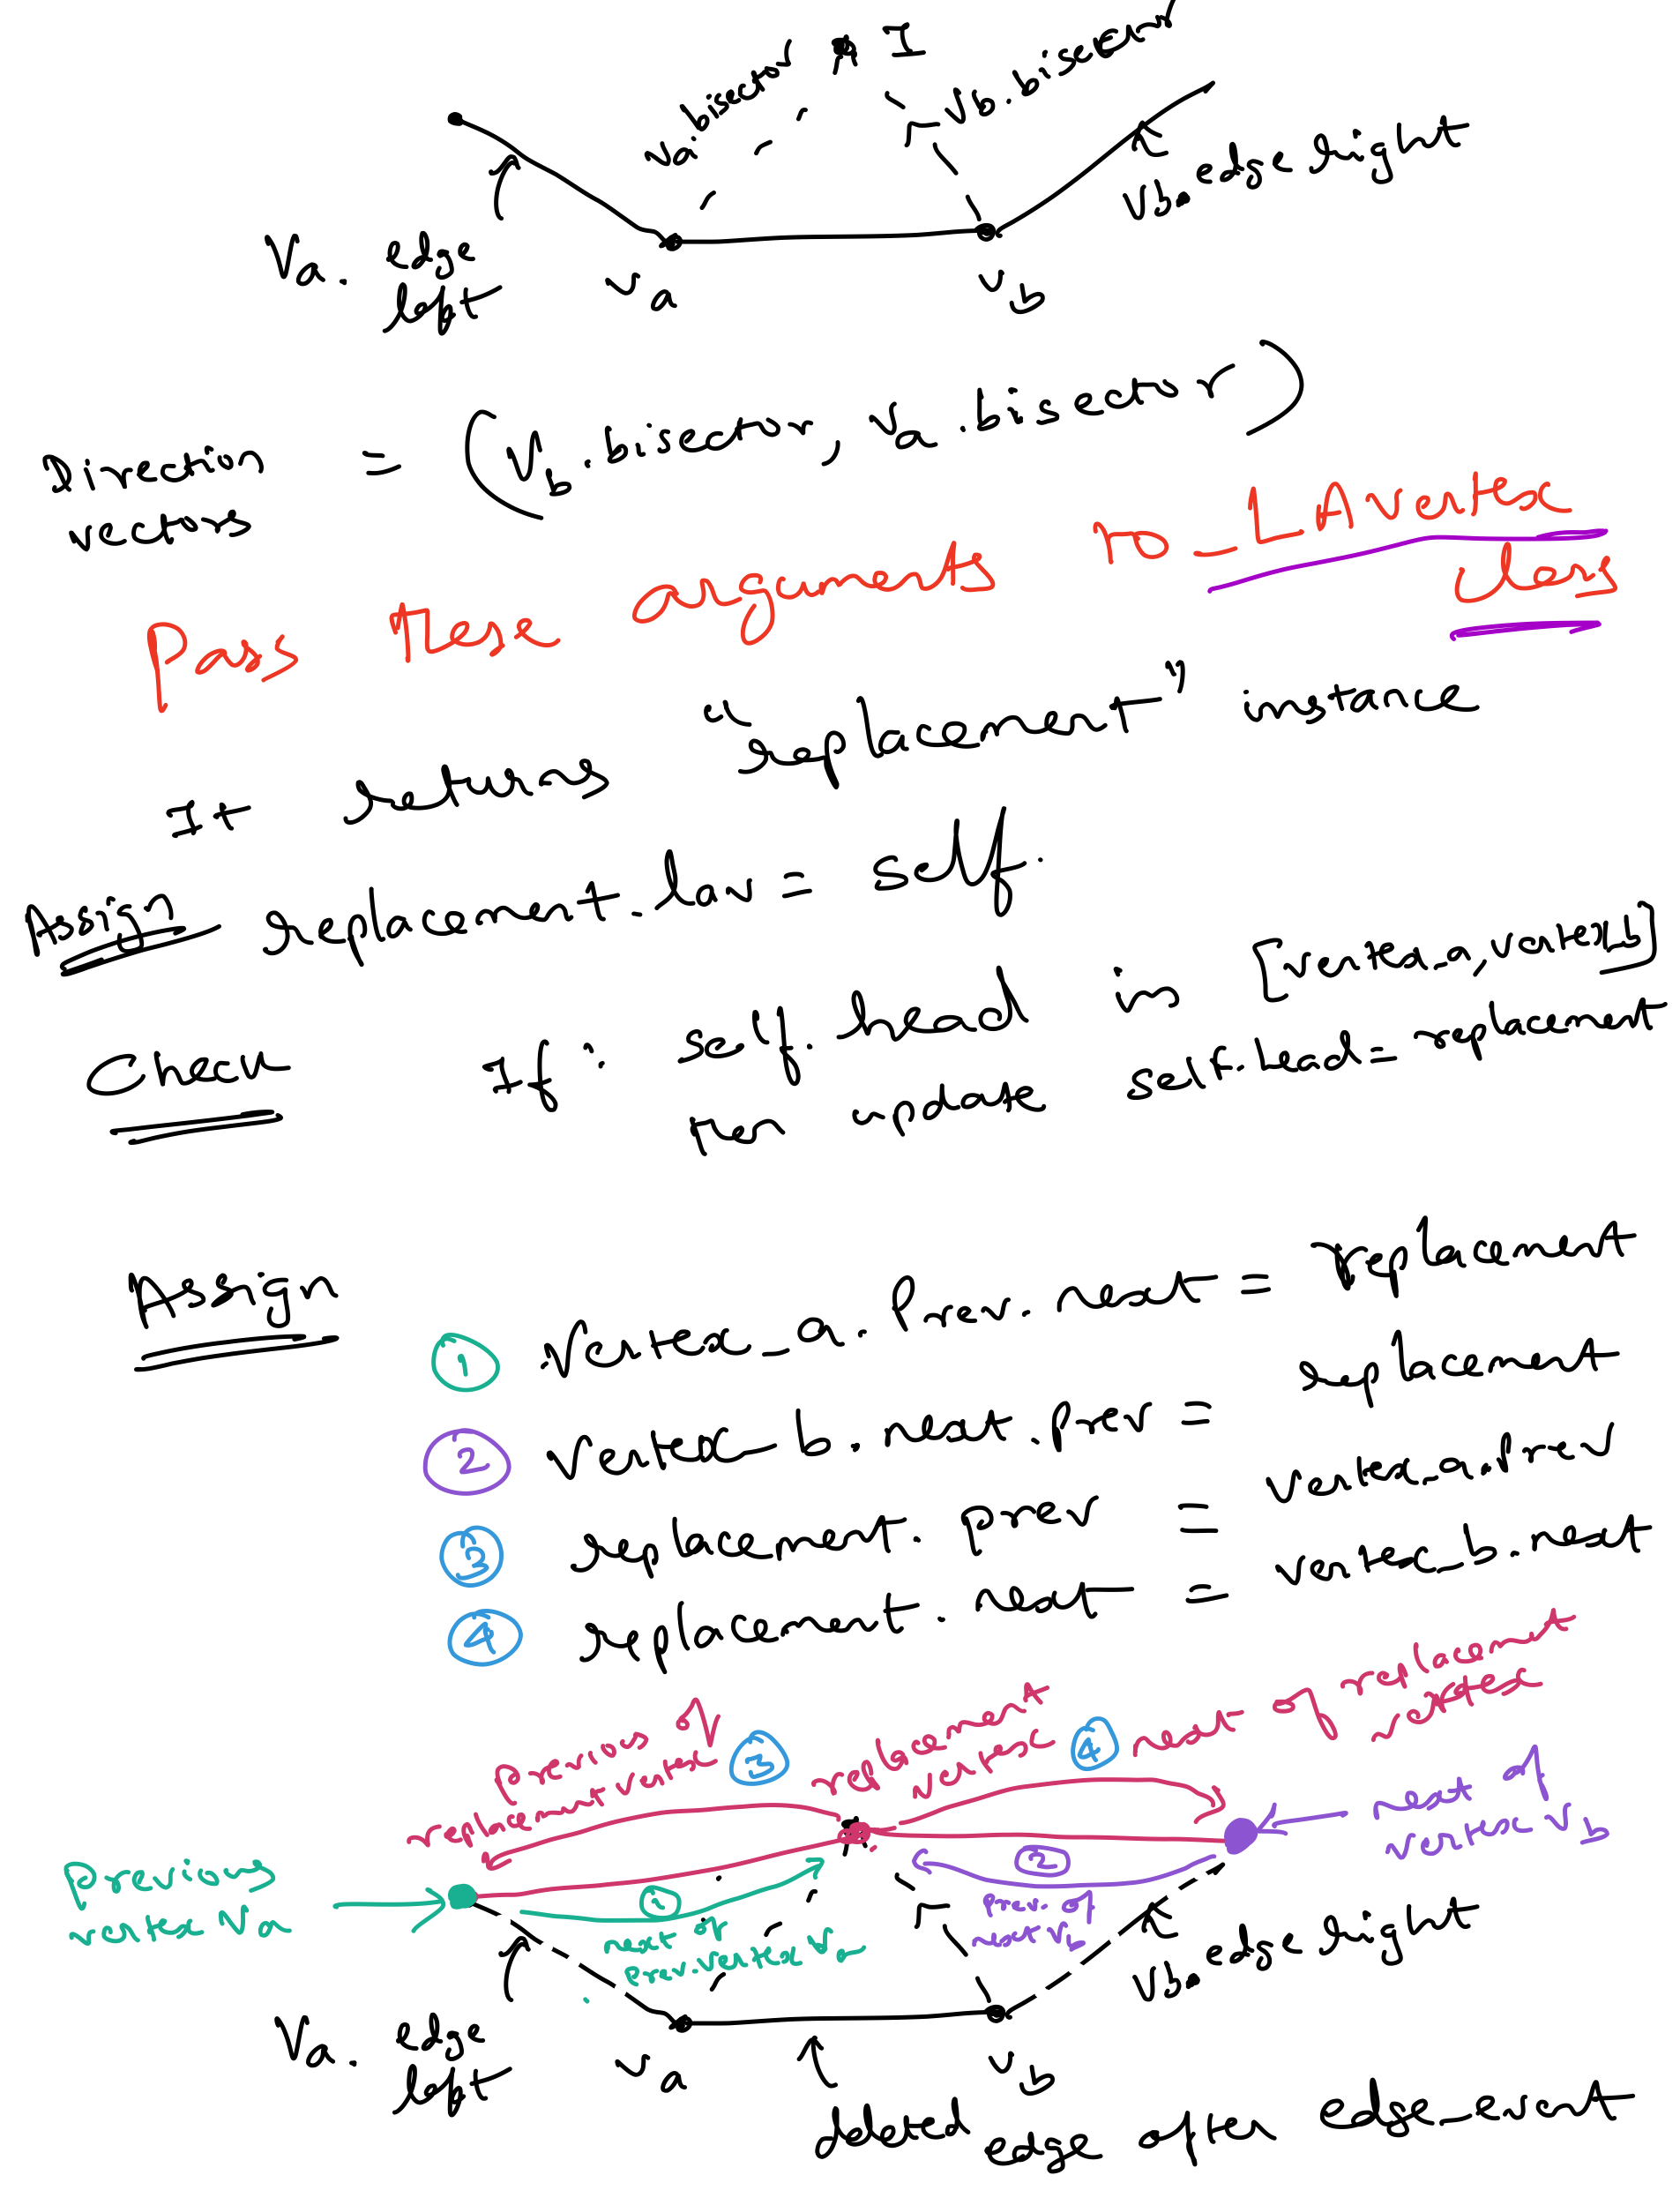 Va.bisector
I
Vb.bisector
Va. edge left
Va
Vb
Vb. edge right
Direction vectors = (Vb.bisector, Va.bisector)
Pass these arguments to _LAvertex class
It returns "replacement" instance
Assign replacement.lav = self.
Check If: self.head in [vertex_a, vertex_b]
then update self.head = replacement
Assign
1 Vertex_a.Prev.next = replacement
2 Vertex_b.next.prev = replacement
3 replacement.prev = vertex_a.Prev
4 replacement.next = vertex_b.next
previous of replacement vertex 3
replacement vertex
4 next of replacement vertex
Previous vertex Va
1
next of prev.vertex Va
2
prev. of next Vb
next of vertex Vb
Va. edge left
Va
Vb
Vb. edge right
deleted edge after edge_event